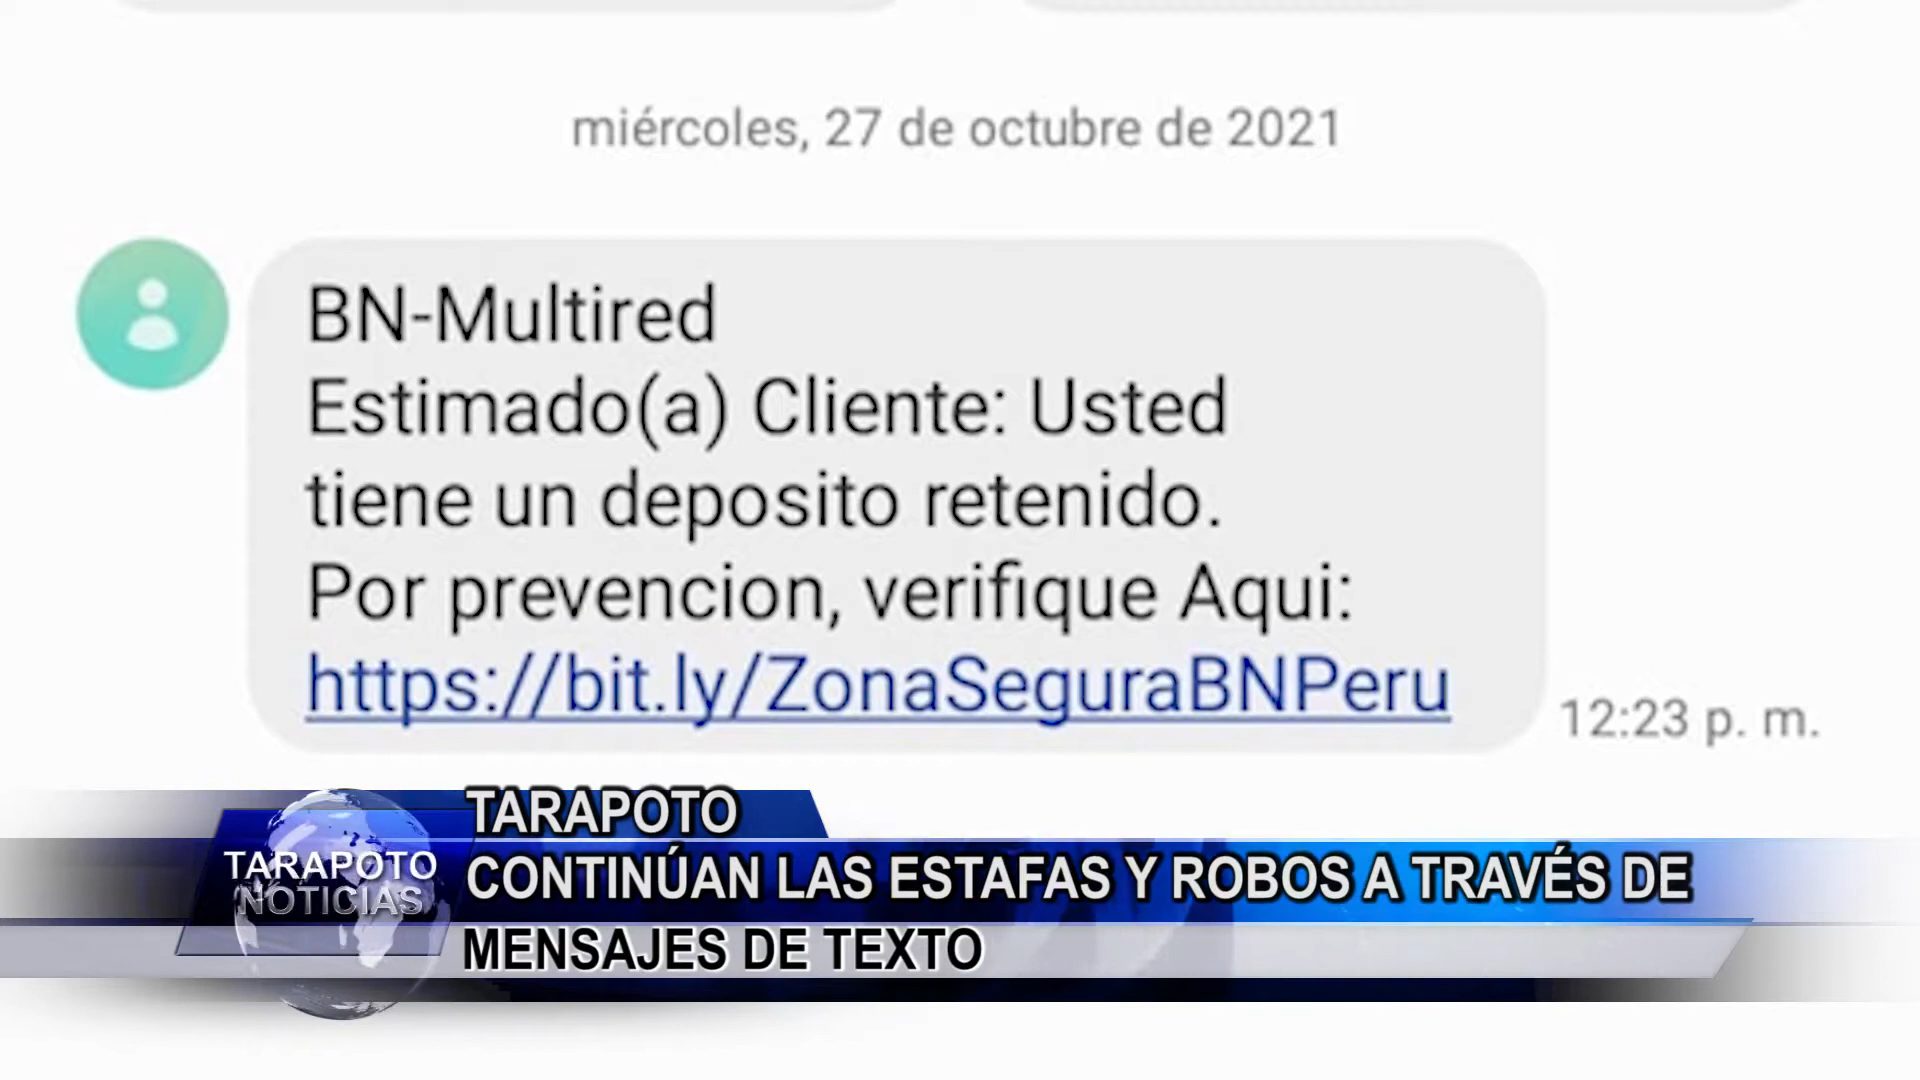 miércoles, 27 de octubre de 2021
BN-Multired
Estimado(a) Cliente: Usted
tiene un deposito retenido.
Por prevencion, verifique Aqui:
https://bit.ly/ZonaSeguraBNPeru
12:23 p. m.
TARAPOTO
TARAPOTO
NOTICIAS
CONTINÚAN LAS ESTAFAS Y ROBOS A TRAVÉS DE
MENSAJES DE TEXTO